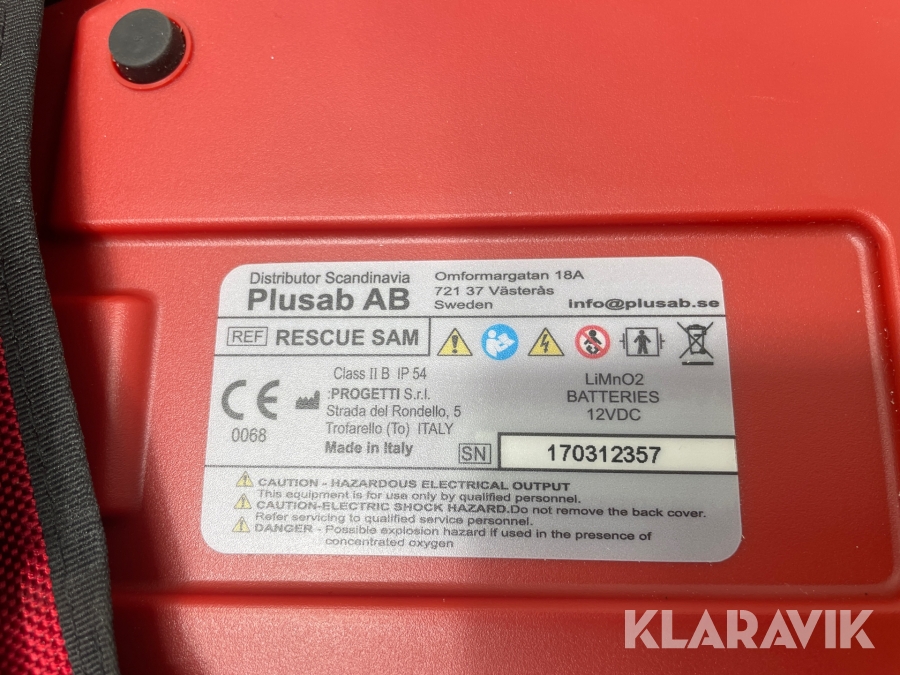 Distributor Scandinavia
Plusab AB
Omformargatan 18A
721 37 Västerås
Sweden
info@plusab.se
REF RESCUE SAM
Class II B IP 54
CE
0068
:PROGETTI S.r.l.
Strada del Rondello, 5
Trofarello (To) ITALY
Made in Italy
LiMnO2
BATTERIES
12VDC
SN 170312357
CAUTION - HAZARDOUS ELECTRICAL OUTPUT
This equipment is for use only by qualified personnel.
CAUTION-ELECTRIC SHOCK HAZARD.Do not remove the back cover.
Refer servicing to qualified service personnel.
DANGER - Possible explosion hazard if used in the presence of
concentrated oxygen
KLARAVIK